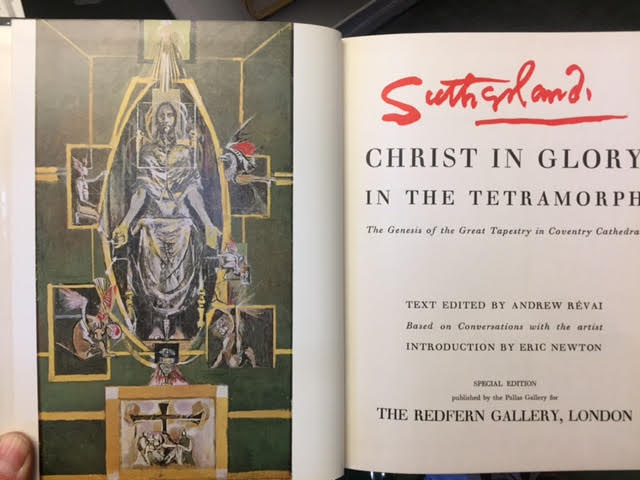 Sutherland.
CHRIST IN GLORY
IN THE TETRAMORPH
The Genesis of the Great Tapestry in Coventry Cathedral
TEXT EDITED BY ANDREW RÉVAI
Based on Conversations with the artist
INTRODUCTION BY ERIC NEWTON
SPECIAL EDITION
published by the Pallas Gallery for
THE REDFERN GALLERY, LONDON